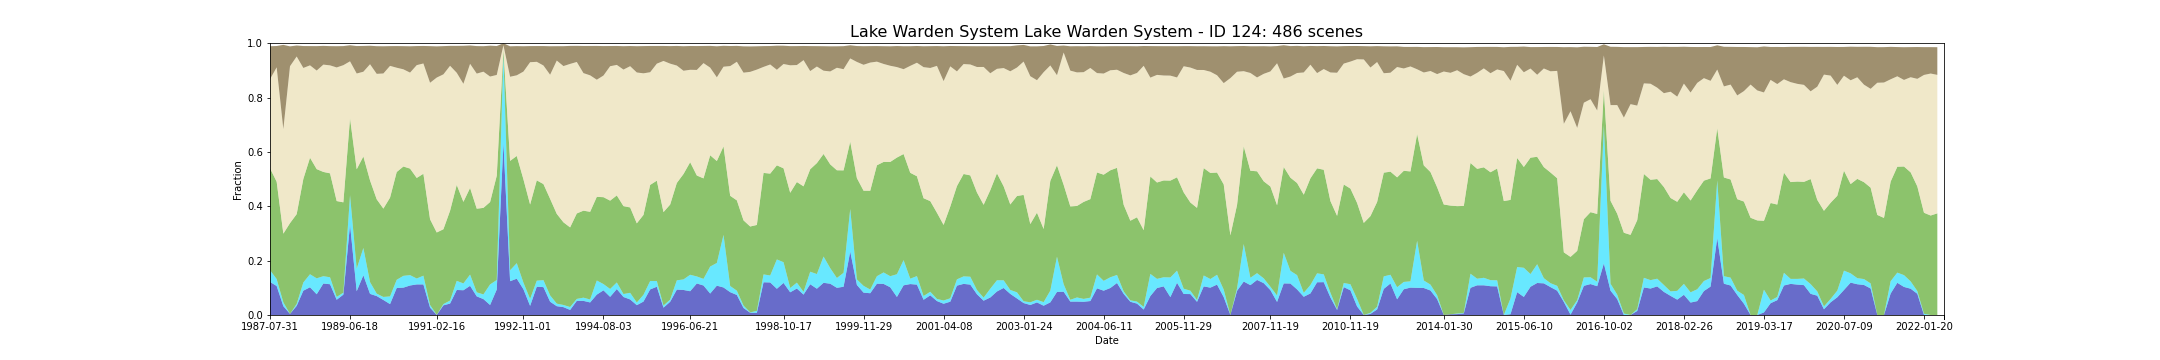 Lake Warden System Lake Warden System - ID 124: 486 scenes
1.0
0.8
0.6
0.4
0.2
0.0
Fraction
1987-07-31 1989-06-18 1991-02-16 1992-11-01 1994-08-03 1996-06-21 1998-10-17 1999-11-29 2001-04-08 2003-01-24 2004-06-11 2005-11-29 2007-11-19 2010-11-19 2014-01-30 2015-06-10 2016-10-02 2018-02-26 2019-03-17 2020-07-09 2022-01-20
Date